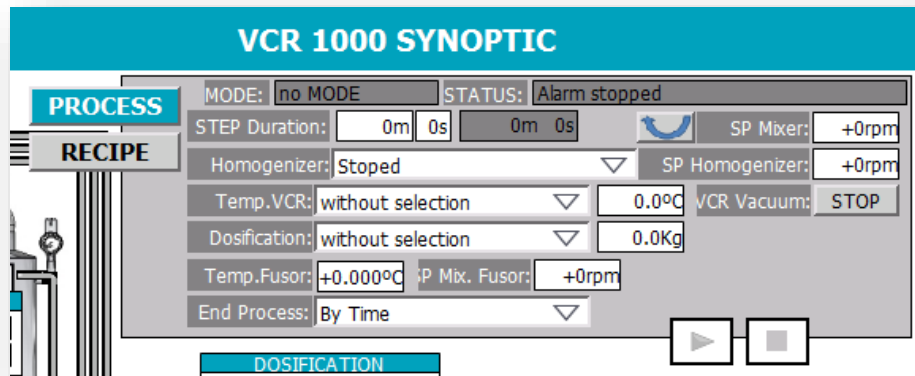 VCR 1000 SYNOPTIC
PROCESS
RECIPE
MODE: no MODE STATUS: Alarm stopped
STEP Duration: 0m 0s 0m 0s SP Mixer: +0rpm
Homogenizer: Stoped SP Homogenizer: +0rpm
Temp.VCR: without selection 0.0ºC VCR Vacuum: STOP
Dosification: without selection 0.0Kg
Temp.Fusor: +0.000ºC SP Mix. Fusor: +0rpm
End Process: By Time
DOSIFICATION